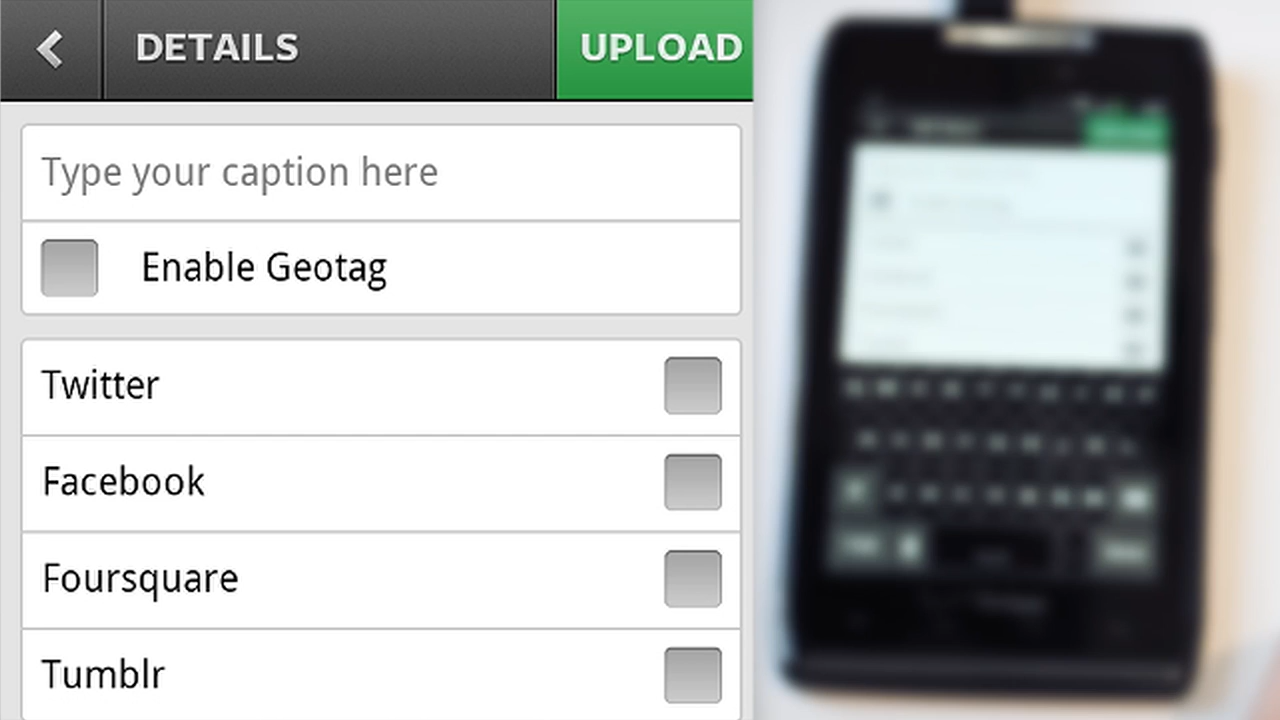 DETAILS
UPLOAD
Type your caption here
Enable Geotag
Twitter
Facebook
Foursquare
Tumblr